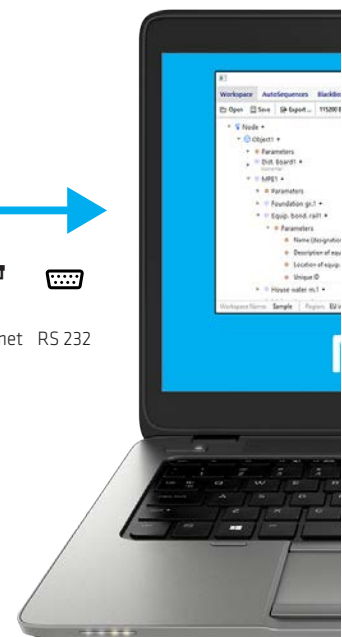 Workspace AutoSequences BlackBo
Open Save Export ... 115200 B
Node
Object1
Parameters
Dist. board1
MPE1
Parameters
Foundation gr.1
Equip. bond. rail1
Parameters
Name (designation
Description of equ
Location of equip.
Unique ID
House water m.1
Workspace Name: Sample Region: EU
net RS 232